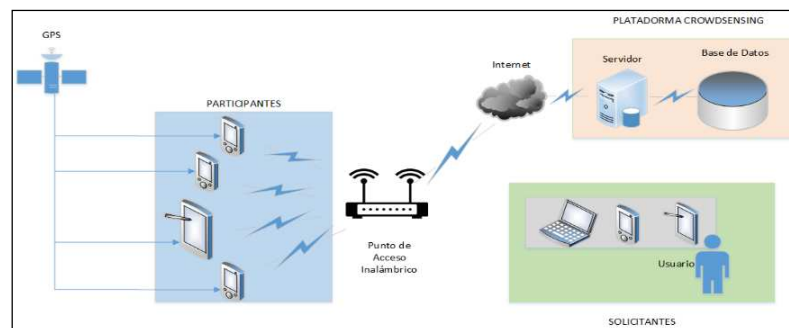 PLATADORMA CROWDSENSING
GPS
Internet
Servidor
Base de Datos
PARTICIPANTES
Punto de
Acceso
Inalámbrico
Usuario
SOLICITANTES